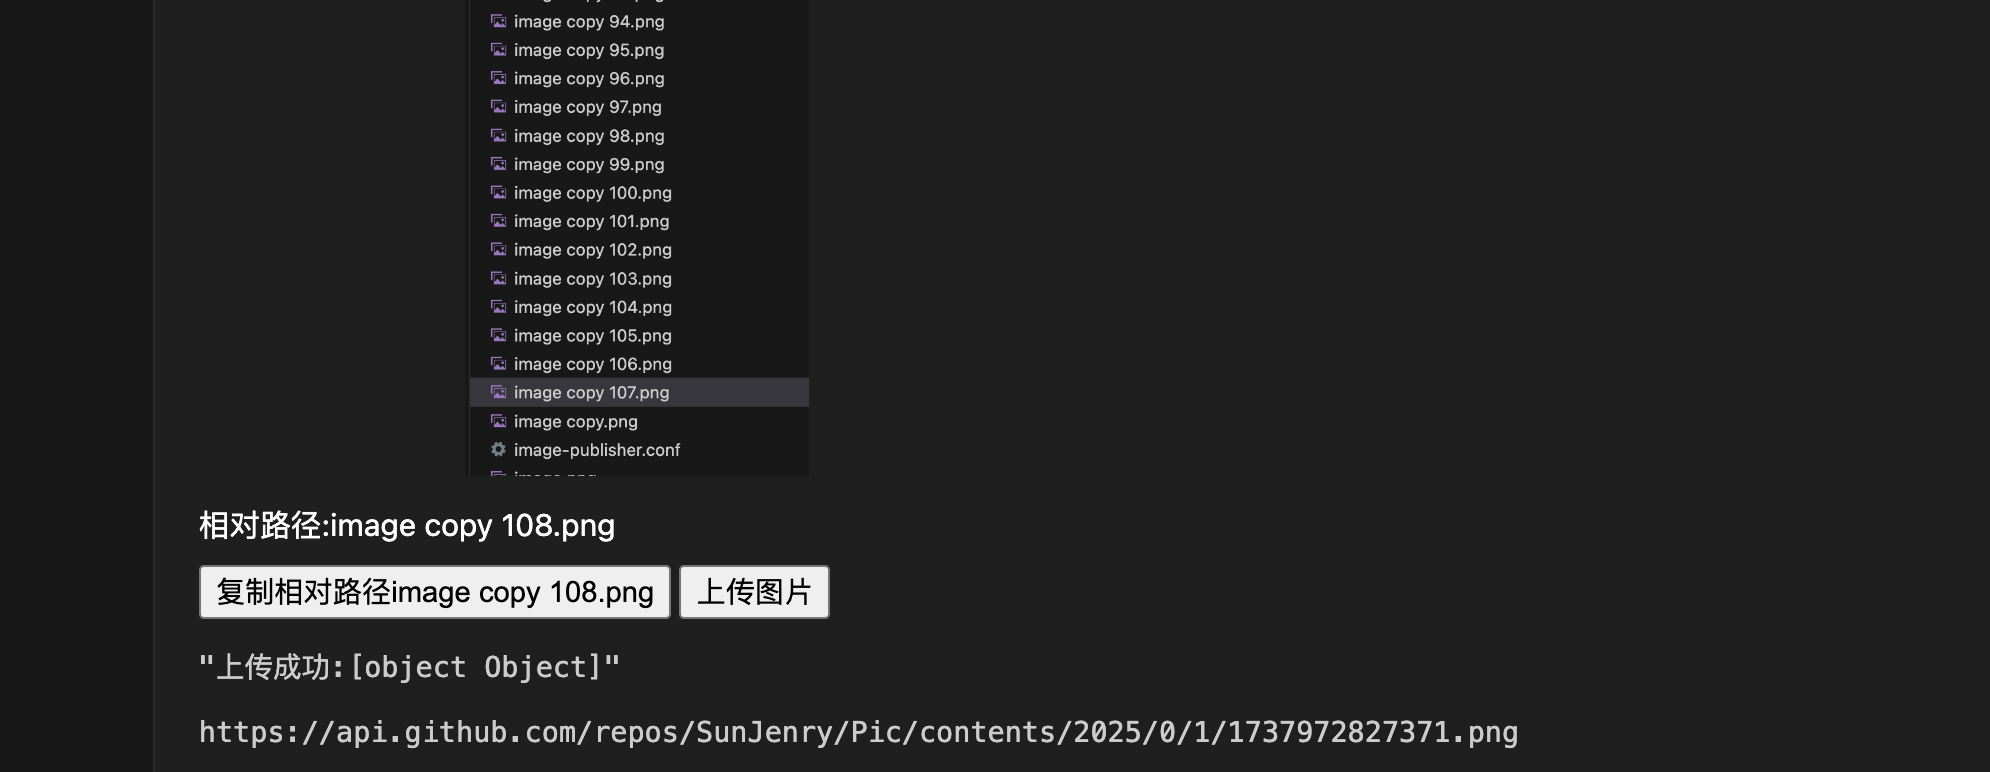 image copy 94.png
image copy 95.png
image copy 96.png
image copy 97.png
image copy 98.png
image copy 99.png
image copy 100.png
image copy 101.png
image copy 102.png
image copy 103.png
image copy 104.png
image copy 105.png
image copy 106.png
image copy 107.png
image copy.png
image-publisher.conf
相对路径:image copy 108.png
复制相对路径image copy 108.png 上传图片
"上传成功:[object Object]"
https://api.github.com/repos/SunJenry/Pic/contents/2025/0/1/1737972827371.png